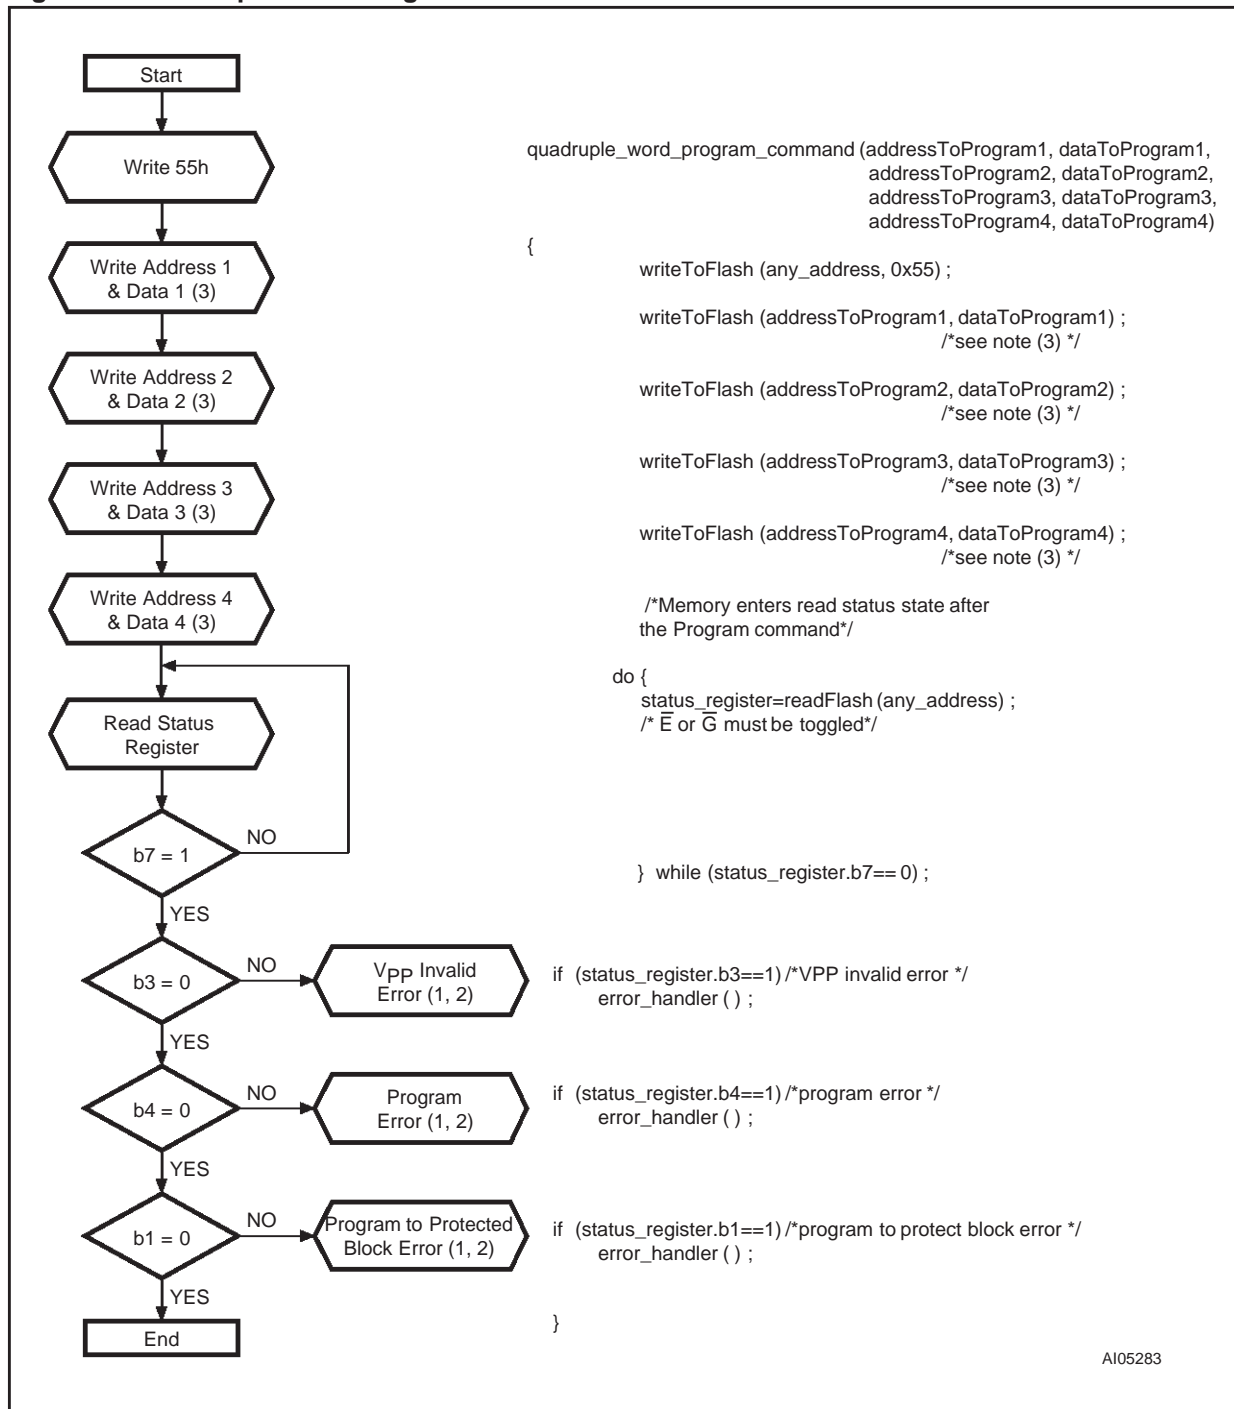 Start
Write 55h
Write Address 1
& Data 1 (3)
Write Address 2
& Data 2 (3)
Write Address 3
& Data 3 (3)
Write Address 4
& Data 4 (3)
Read Status
Register
b7 = 1
NO
YES
b3 = 0
NO
VPP Invalid
Error (1, 2)
YES
b4 = 0
NO
Program
Error (1, 2)
YES
b1 = 0
NO
Program to Protected
Block Error (1, 2)
YES
End
quadruple_word_program_command (addressToProgram1, dataToProgram1,
addressToProgram2, dataToProgram2,
addressToProgram3, dataToProgram3,
addressToProgram4, dataToProgram4)
{
writeToFlash (any_address, 0x55) ;
writeToFlash (addressToProgram1, dataToProgram1) ;
/*see note (3) */
writeToFlash (addressToProgram2, dataToProgram2) ;
/*see note (3) */
writeToFlash (addressToProgram3, dataToProgram3) ;
/*see note (3) */
writeToFlash (addressToProgram4, dataToProgram4) ;
/*see note (3) */
/*Memory enters read status state after
the Program command*/
do {
status_register=readFlash (any_address) ;
/* E̅ or G̅ must be toggled*/
} while (status_register.b7== 0) ;
if (status_register.b3==1) /*VPP invalid error */
error_handler ( ) ;
if (status_register.b4==1) /*program error */
error_handler ( ) ;
if (status_register.b1==1) /*program to protect block error */
error_handler ( ) ;
}
AI05283